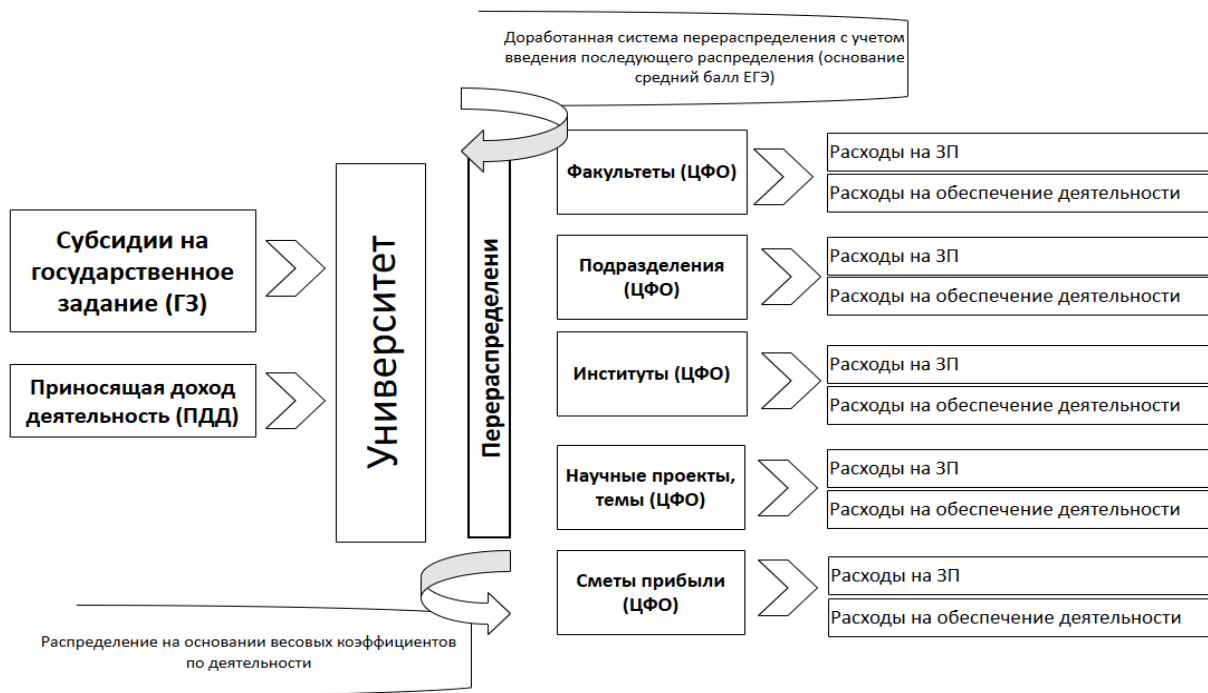 Доработанная система перераспределения с учетом
введения последующего распределения (основание
средний балл ЕГЭ)
Субсидии на
государственное
задание (ГЗ)
Приносящая доход
деятельность (ПДД)
Университет
Перераспределени
Факультеты (ЦФО)
Расходы на ЗП
Расходы на обеспечение деятельности
Подразделения
(ЦФО)
Расходы на ЗП
Расходы на обеспечение деятельности
Институты (ЦФО)
Расходы на ЗП
Расходы на обеспечение деятельности
Научные проекты,
темы (ЦФО)
Расходы на ЗП
Расходы на обеспечение деятельности
Сметы прибыли
(ЦФО)
Расходы на ЗП
Расходы на обеспечение деятельности
Распределение на основании весовых коэффициентов
по деятельности